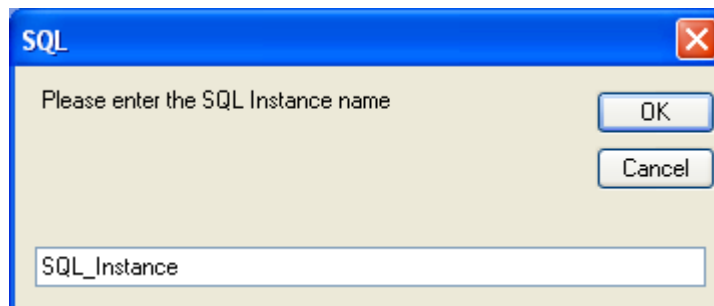 SQL
Please enter the SQL Instance name
OK
Cancel
SQL_Instance